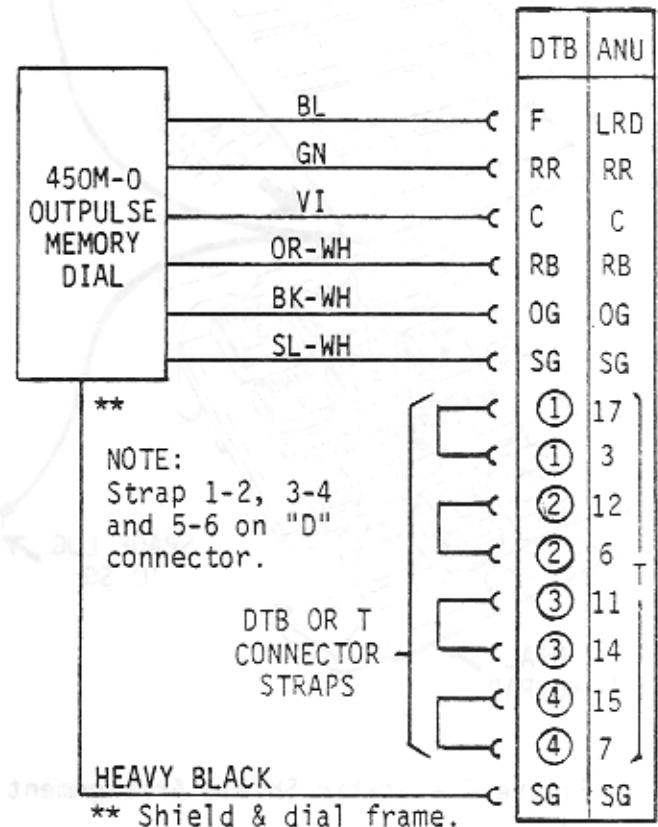 DTB ANU
BL F LRD
GN RR RR
450M-O
OUTPULSE
MEMORY
DIAL
VI C C
OR-WH RB RB
BK-WH OG OG
SL-WH SG SG
**
1 17
1 3
2 12
2 6
3 11
3 14
4 15
4 7
T
NOTE:
Strap 1-2, 3-4
and 5-6 on "D"
connector.
DTB OR T
CONNECTOR
STRAPS
HEAVY BLACK SG SG
** Shield & dial frame.